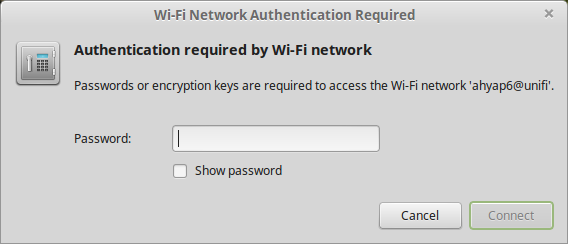 Wi-Fi Network Authentication Required
Authentication required by Wi-Fi network
Passwords or encryption keys are required to access the Wi-Fi network 'ahyap6@unifi'.
Password:
Show password
Cancel
Connect